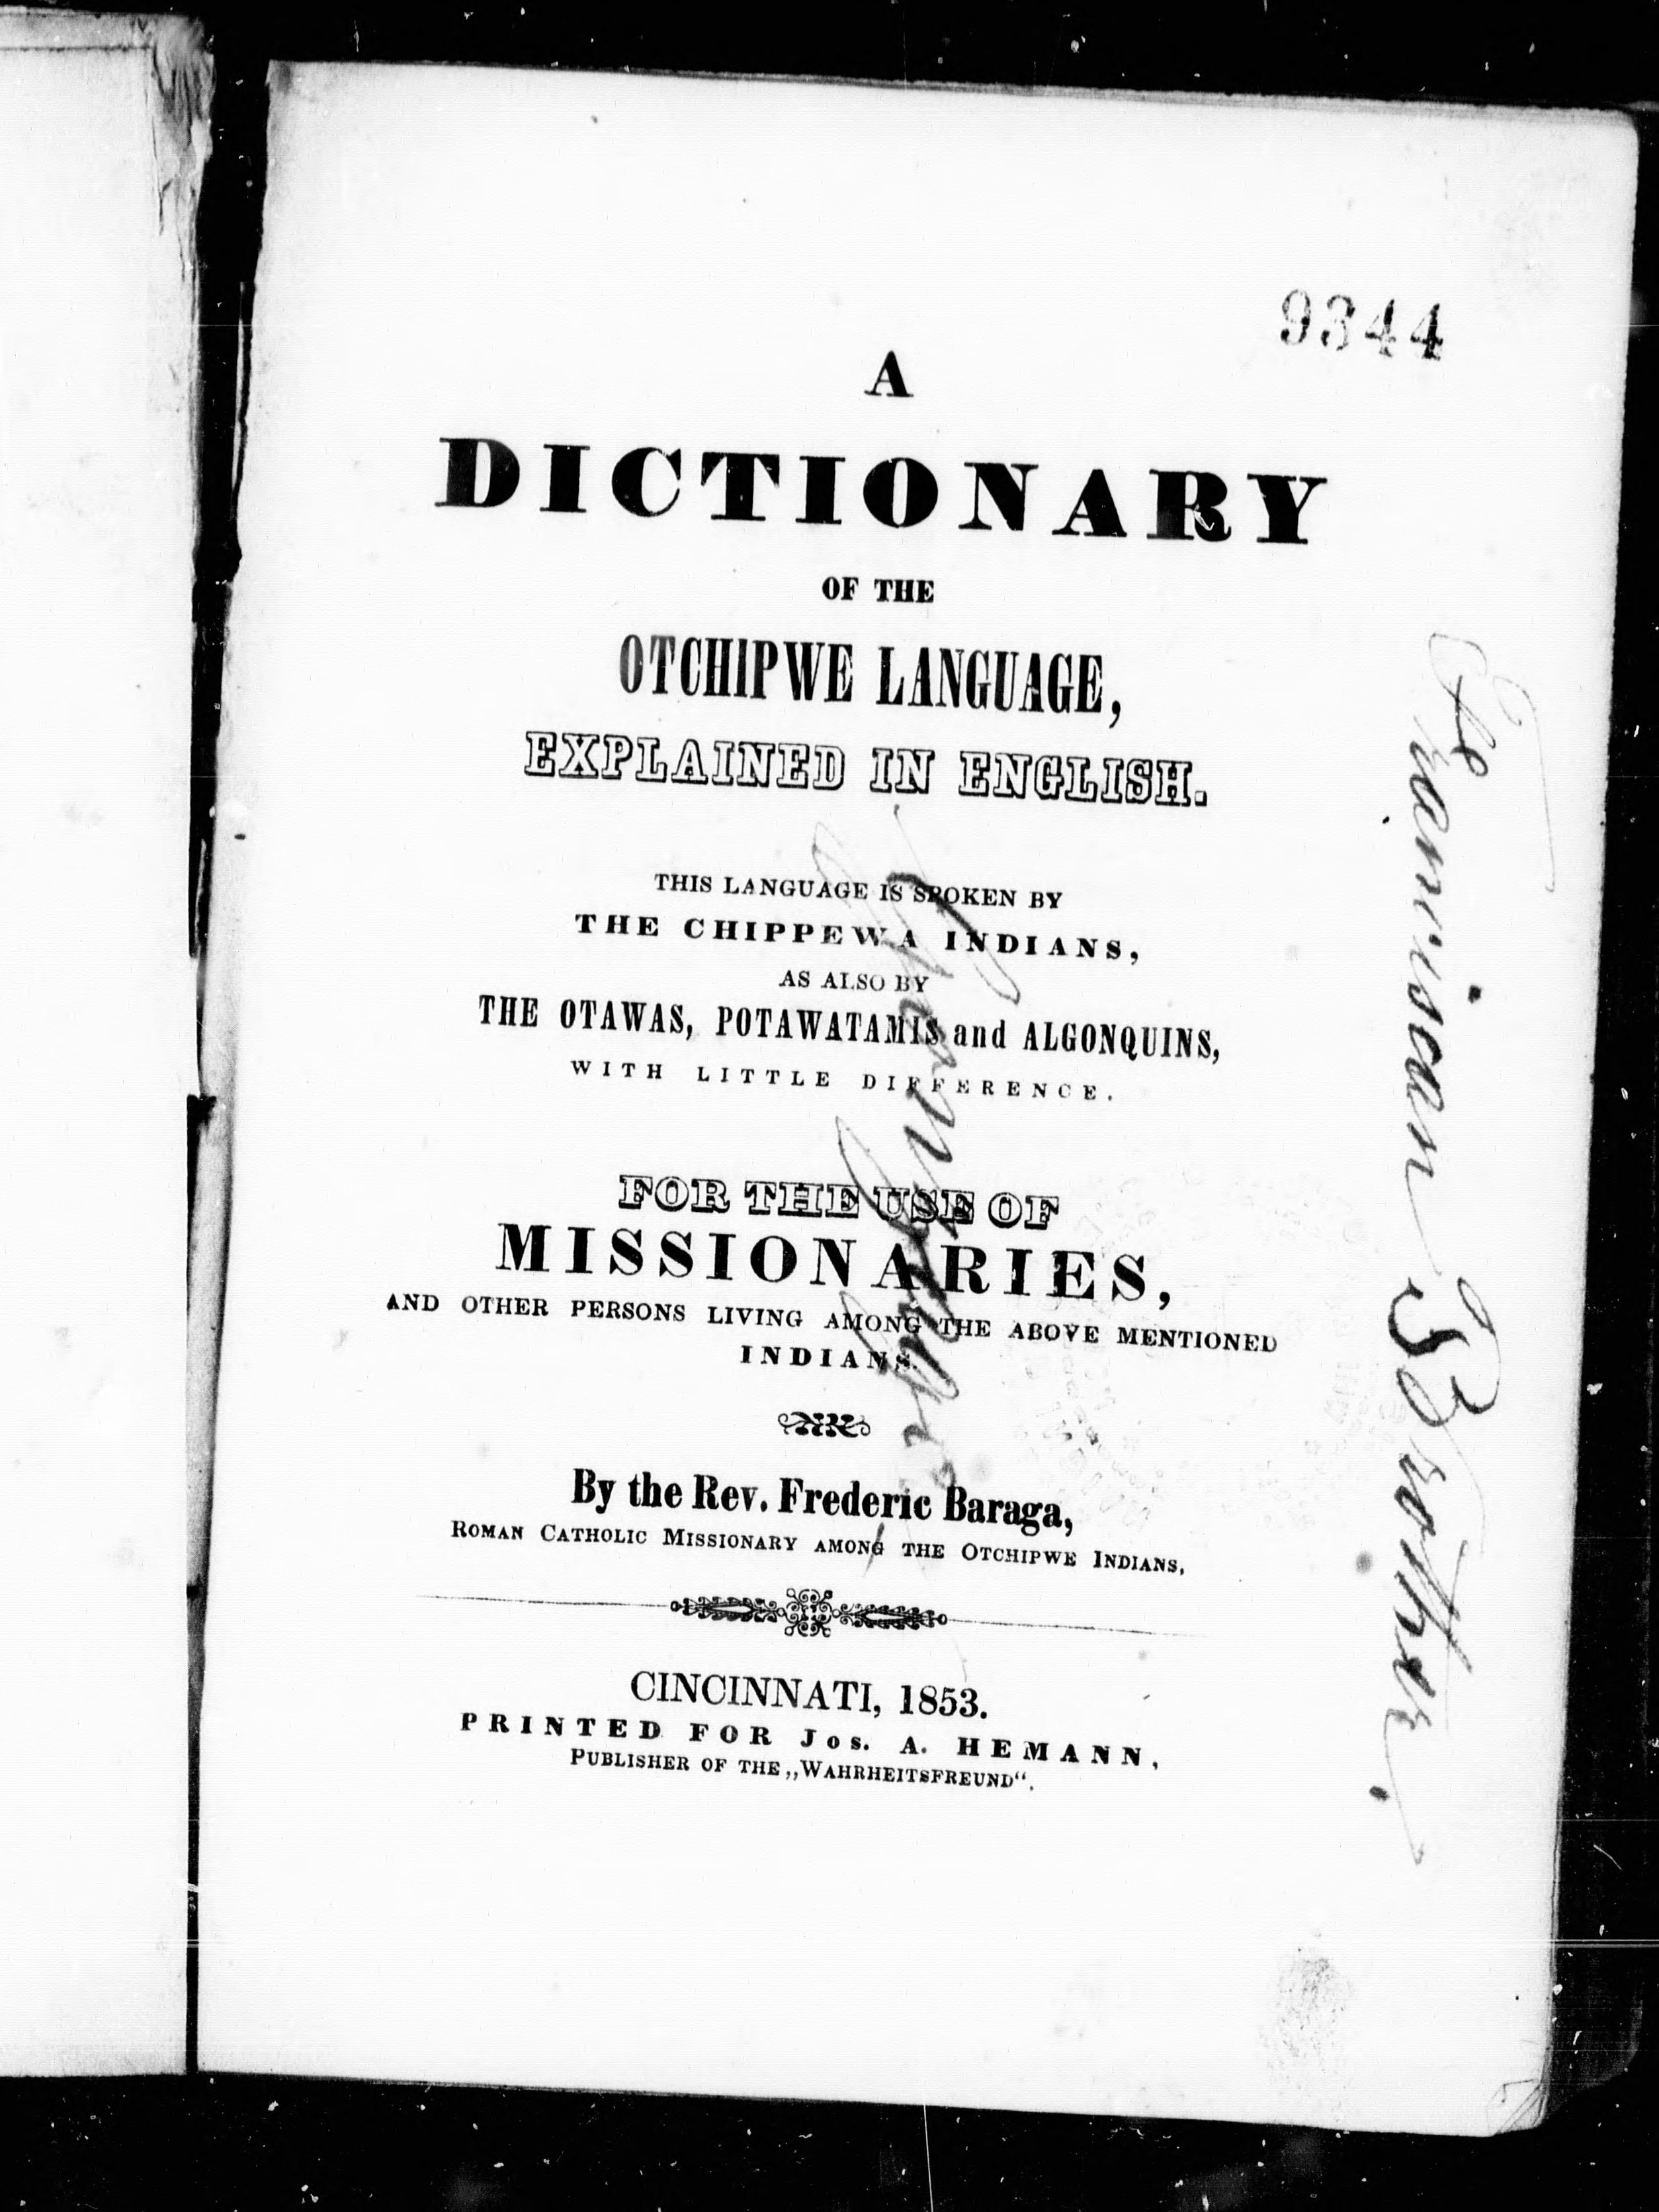 9344
A
DICTIONARY
OF THE
OTCHIPWE LANGUAGE,
EXPLAINED IN ENGLISH.
THIS LANGUAGE IS SPOKEN BY
THE CHIPPEWA INDIANS,
AS ALSO BY
THE OTAWAS, POTAWATAMIS and ALGONQUINS,
WITH LITTLE DIFFERENCE.
FOR THE USE OF
MISSIONARIES,
AND OTHER PERSONS LIVING AMONG THE ABOVE MENTIONED
INDIANS.
By the Rev. Frederic Baraga,
ROMAN CATHOLIC MISSIONARY AMONG THE OTCHIPWE INDIANS,
CINCINNATI, 1853.
PRINTED FOR Jos. A. HEMANN,
PUBLISHER OF THE „WAHRHEITSFREUND“.
Brother.